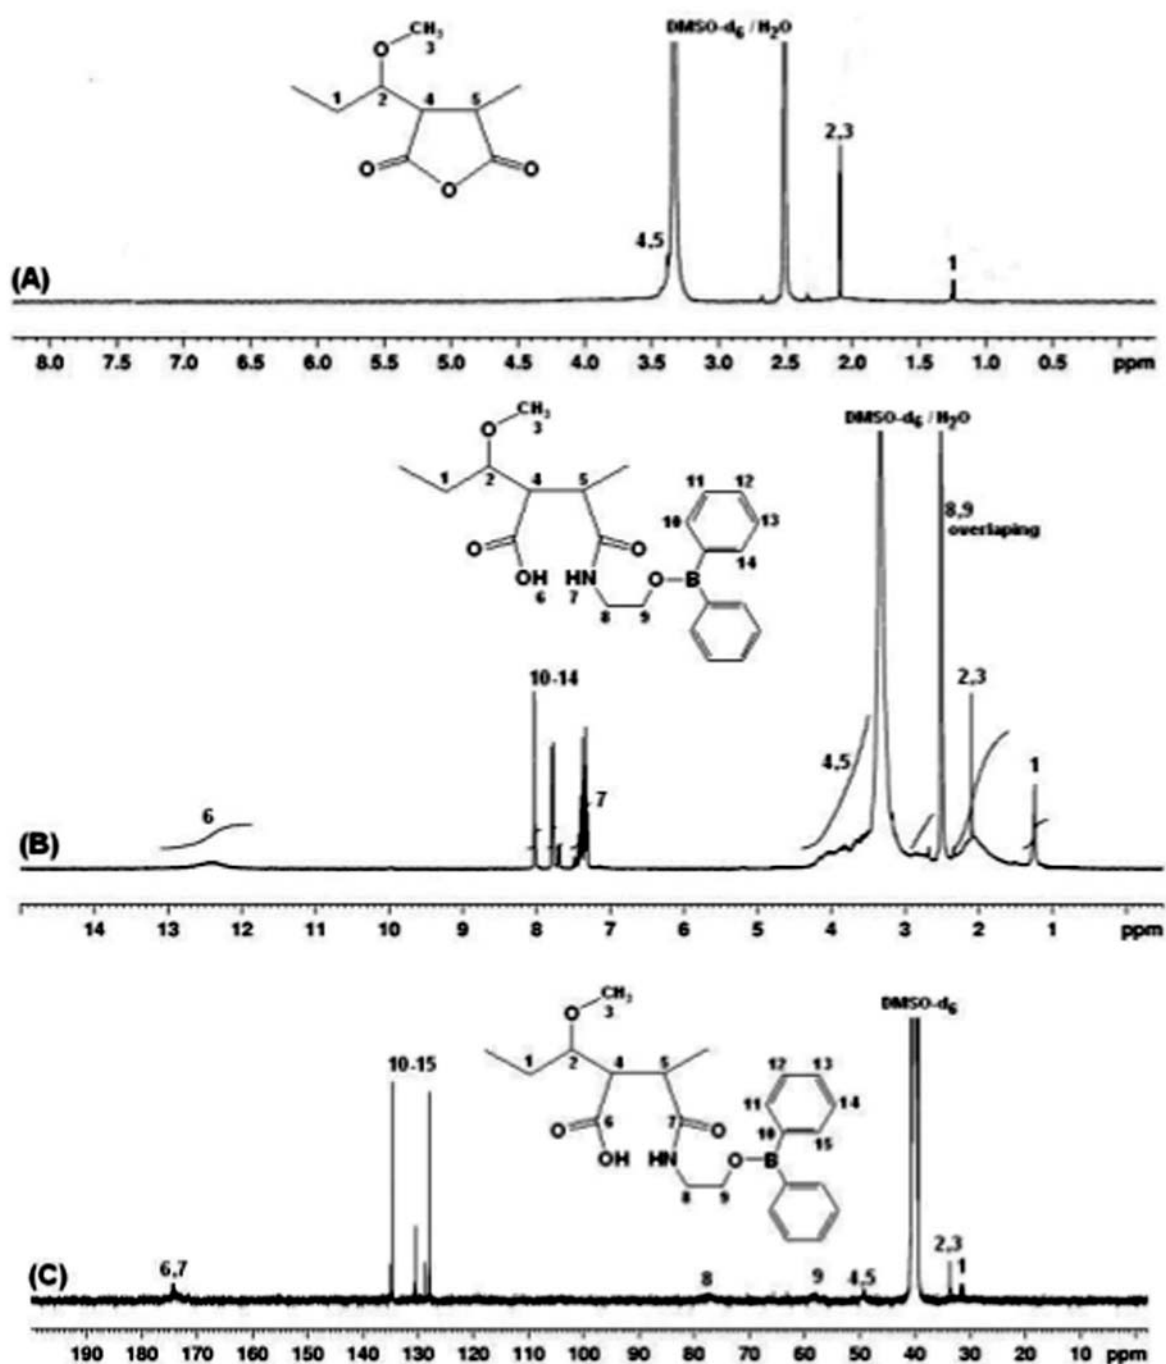 CH3
O
3
1
2
4
5
O
O
O
DMSO-d6 / H2O
2,3
4,5
1
(A)
8.0 7.5 7.0 6.5 6.0 5.5 5.0 4.5 4.0 3.5 3.0 2.5 2.0 1.5 1.0 0.5 ppm
CH3
O
3
1
2
4
5
11
12
10
13
14
O
OH
6
HN
7
O
O
B
8
9
DMSO-d6 / H2O
8,9
overlaping
10-14
2,3
4,5
1
6
7
(B)
14 13 12 11 10 9 8 7 6 5 4 3 2 1 ppm
CH3
O
3
1
2
4
5
12
13
11
14
10
15
6
7
O
OH
HN
O
O
B
8
9
DMSO-d6
10-15
2,3
1
6,7
8
9
4,5
(C)
190 180 170 160 150 140 130 120 110 100 90 80 70 60 50 40 30 20 10 ppm